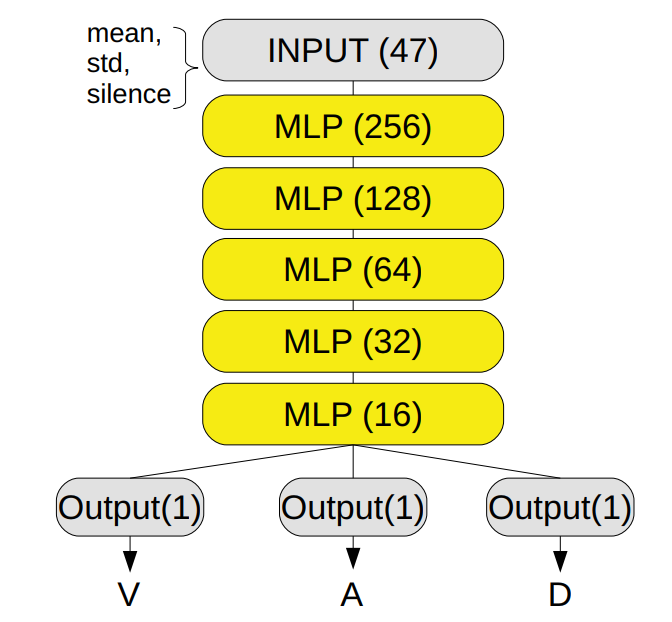 mean,
std,
silence
INPUT (47)
MLP (256)
MLP (128)
MLP (64)
MLP (32)
MLP (16)
Output(1) Output(1) Output(1)
V A D